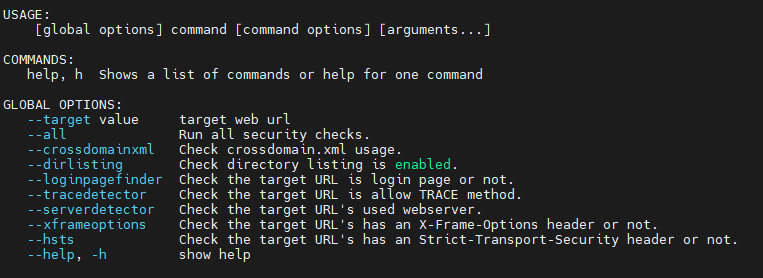 USAGE:
[global options] command [command options] [arguments...]
COMMANDS:
help, h  Shows a list of commands or help for one command
GLOBAL OPTIONS:
--target value     target web url
--all              Run all security checks.
--crossdomainxml   Check crossdomain.xml usage.
--dirlisting       Check directory listing is enabled.
--loginpagefinder  Check the target URL is login page or not.
--tracedetector    Check the target URL is allow TRACE method.
--serverdetector   Check the target URL's used webserver.
--xframeoptions    Check the target URL's has an X-Frame-Options header or not.
--hsts             Check the target URL's has an Strict-Transport-Security header or not.
--help, -h         show help